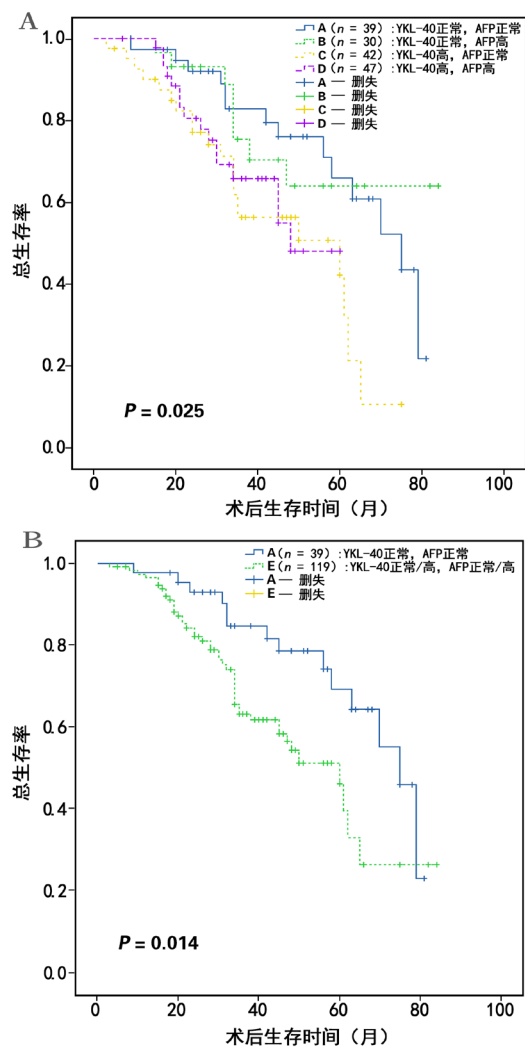 A
A (n = 39) : YKL-40正常, AFP正常
B (n = 30) : YKL-40正常, AFP高
C (n = 42) : YKL-40高, AFP正常
D (n = 47) : YKL-40高, AFP高
A — 删失
B — 删失
C — 删失
D — 删失
1.0
0.8
0.6
0.4
0.2
0.0
总生存率
P = 0.025
0 20 40 60 80 100
术后生存时间（月）
B
A (n = 39) : YKL-40正常, AFP正常
E (n = 119) : YKL-40正常/高, AFP正常/高
A — 删失
E — 删失
1.0
0.8
0.6
0.4
0.2
0.0
总生存率
P = 0.014
0 20 40 60 80 100
术后生存时间（月）